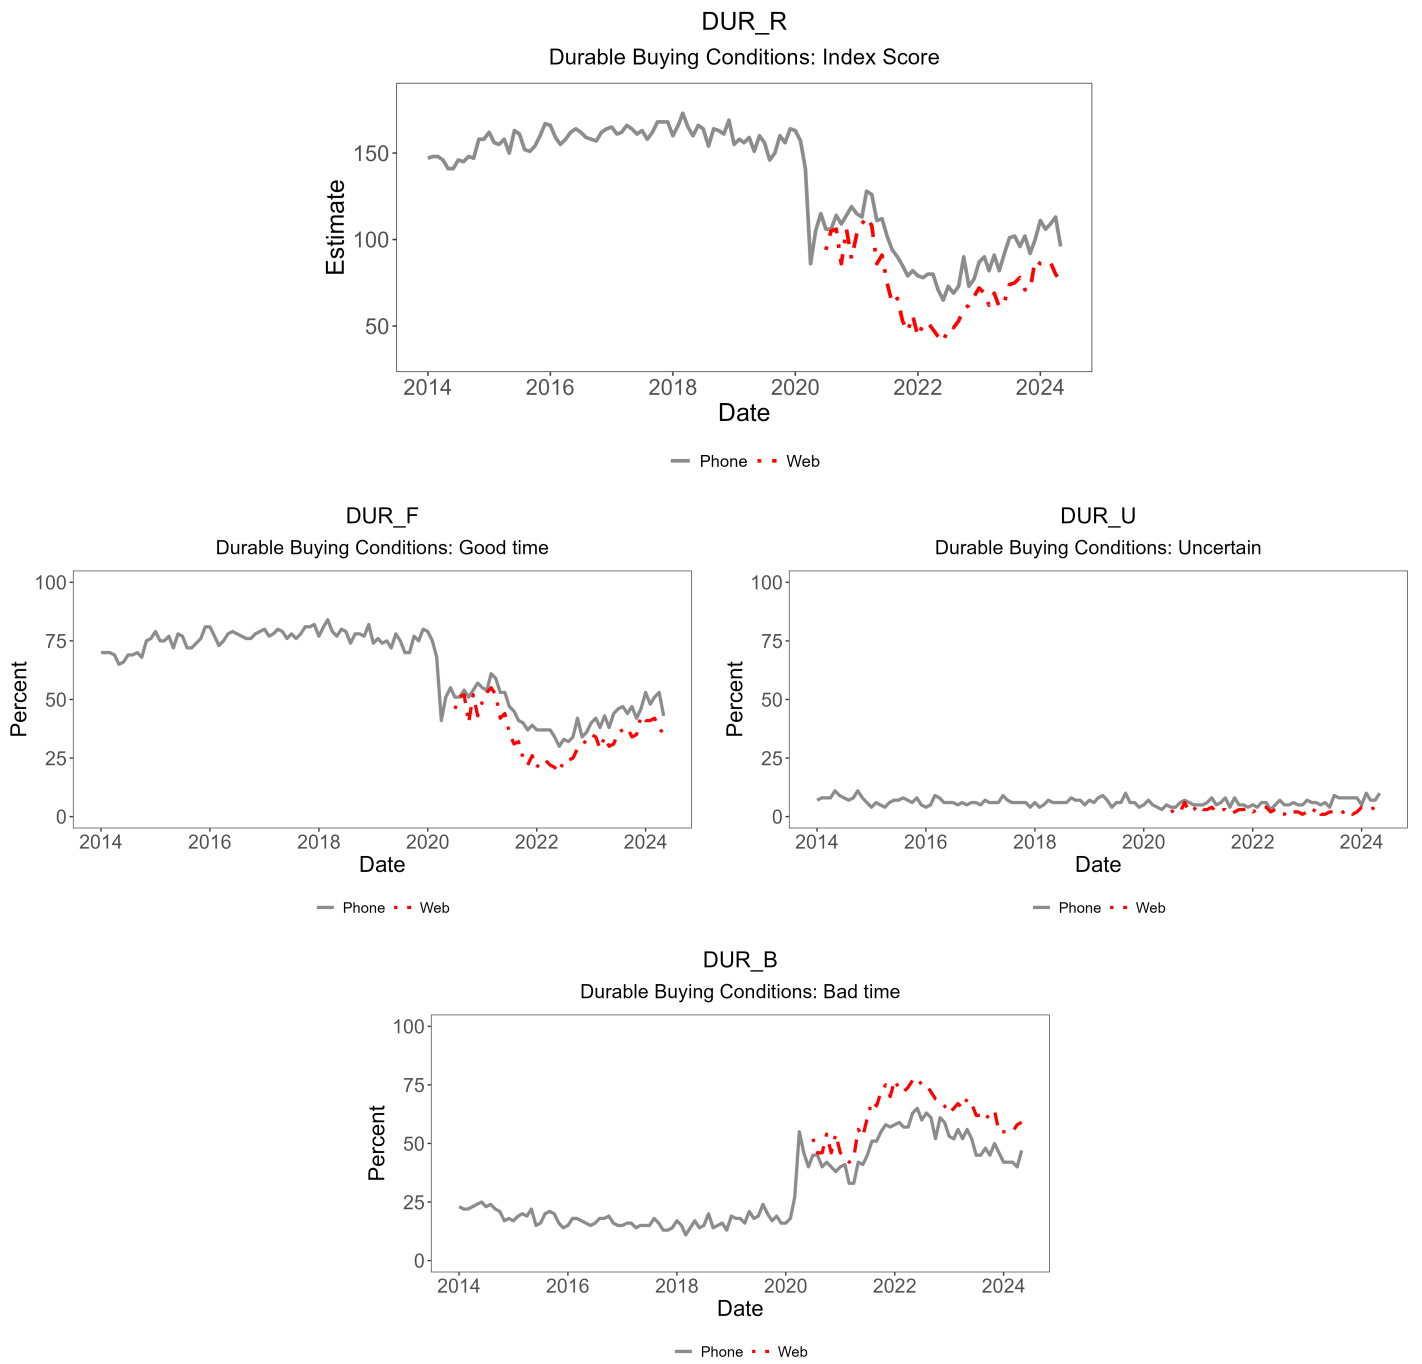 DUR_R
Durable Buying Conditions: Index Score
Estimate
150
100
50
2014 2016 2018 2020 2022 2024
Date
Phone Web
DUR_F
Durable Buying Conditions: Good time
Percent
100
75
50
25
0
2014 2016 2018 2020 2022 2024
Date
Phone Web
DUR_U
Durable Buying Conditions: Uncertain
Percent
100
75
50
25
0
2014 2016 2018 2020 2022 2024
Date
Phone Web
DUR_B
Durable Buying Conditions: Bad time
Percent
100
75
50
25
0
2014 2016 2018 2020 2022 2024
Date
Phone Web